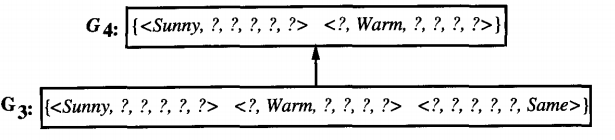 G4: {<Sunny, ?, ?, ?, ?, ?> <?, Warm, ?, ?, ?, ?>}
G3: {<Sunny, ?, ?, ?, ?, ?> <?, Warm, ?, ?, ?, ?> <?, ?, ?, ?, ?, Same>}